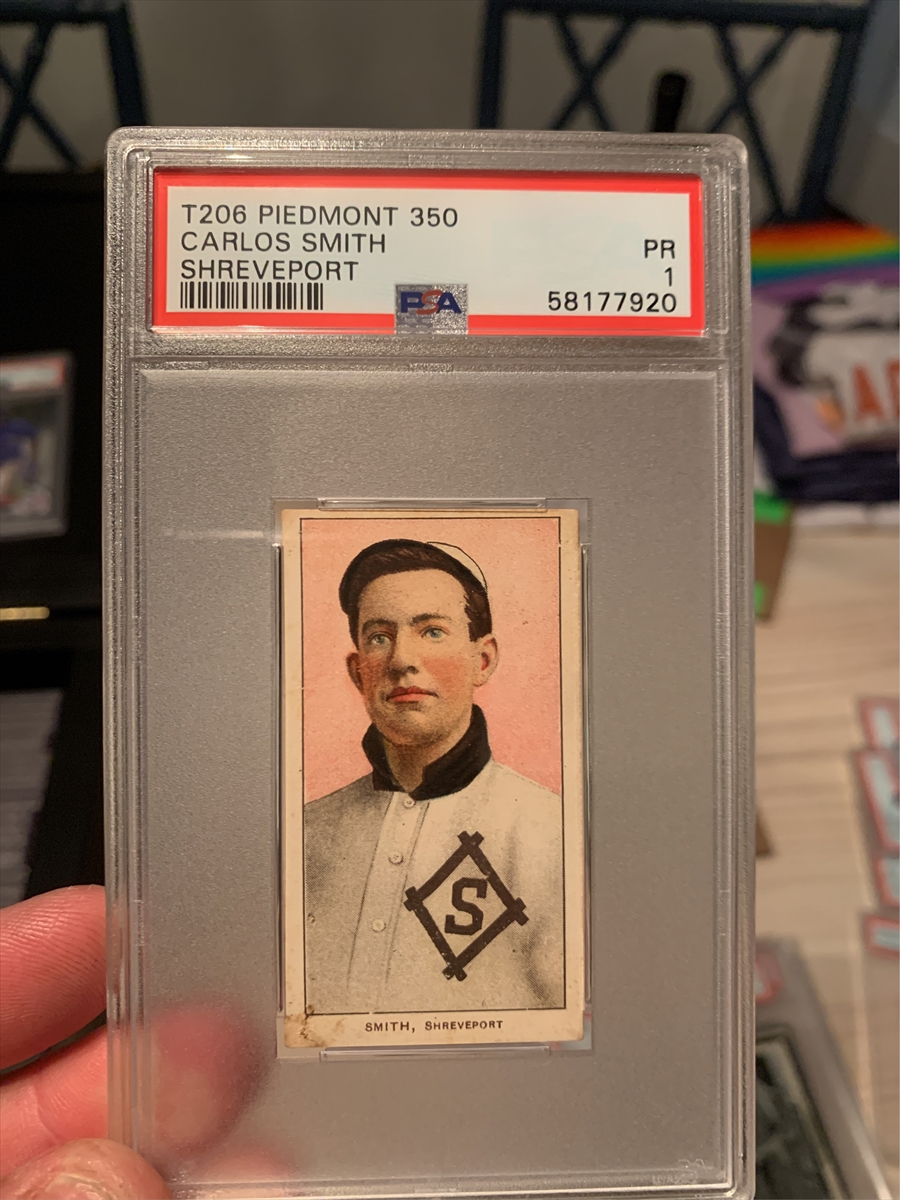 T206 PIEDMONT 350
CARLOS SMITH
SHREVEPORT
PR
1
PSA
58177920
S
SMITH, SHREVEPORT